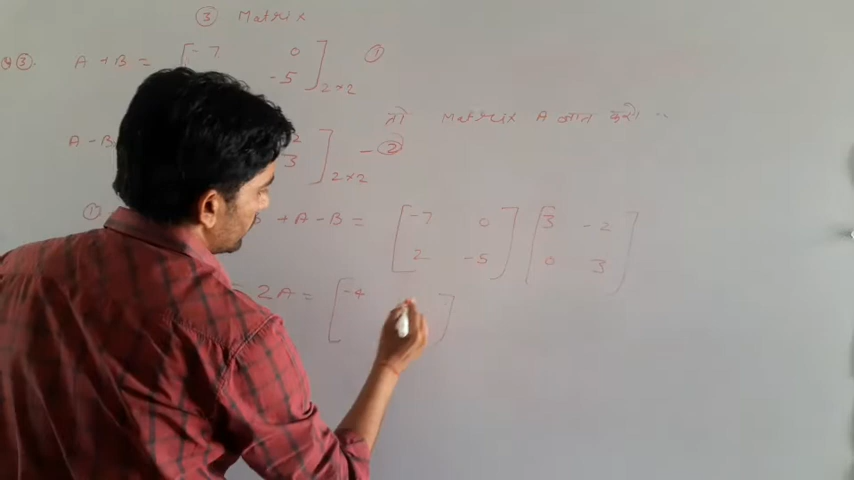 ③ Matrix
Q③. A + B = [ -7 0 ①
-5 ] 2×2
A - B 2
3 ] 2×2 - ②
तो Matrix A ज्ञात करो ..
① + A - B = [ -7 0 ] [ 3 -2 ]
[ 2 -5 ] [ 0 3 ]
2A = [ -4 ]